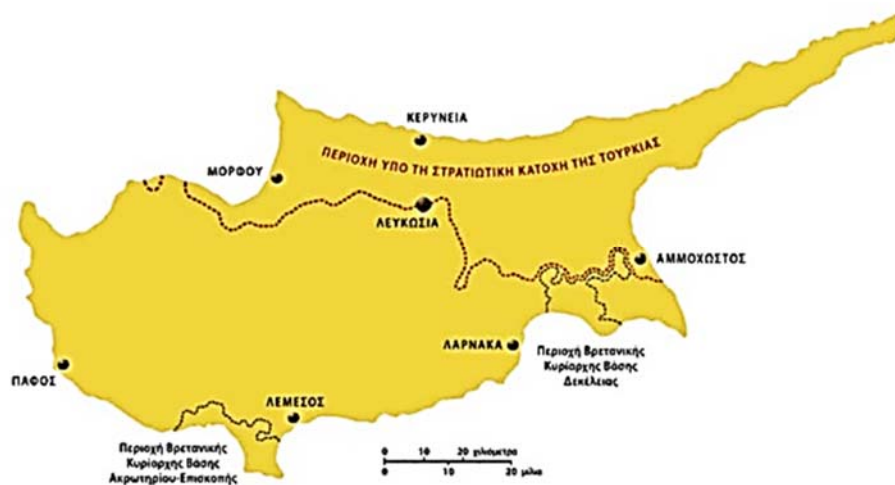 ΚΕΡΥΝΕΙΑ
ΠΕΡΙΟΧΗ ΥΠΟ ΤΗ ΣΤΡΑΤΙΩΤΙΚΗ ΚΑΤΟΧΗ ΤΗΣ ΤΟΥΡΚΙΑΣ
ΜΟΡΦΟΥ
ΛΕΥΚΩΣΙΑ
ΑΜΜΟΧΩΣΤΟΣ
ΛΑΡΝΑΚΑ
Περιοχή Βρετανικής
Κυρίαρχης Βάσης
Δεκέλειας
ΠΑΦΟΣ
ΛΕΜΕΣΟΣ
Περιοχή Βρετανικής
Κυρίαρχης Βάσης
Ακρωτηρίου-Επισκοπής
0 10 20 χιλιόμετρα
0 10 20 μίλια